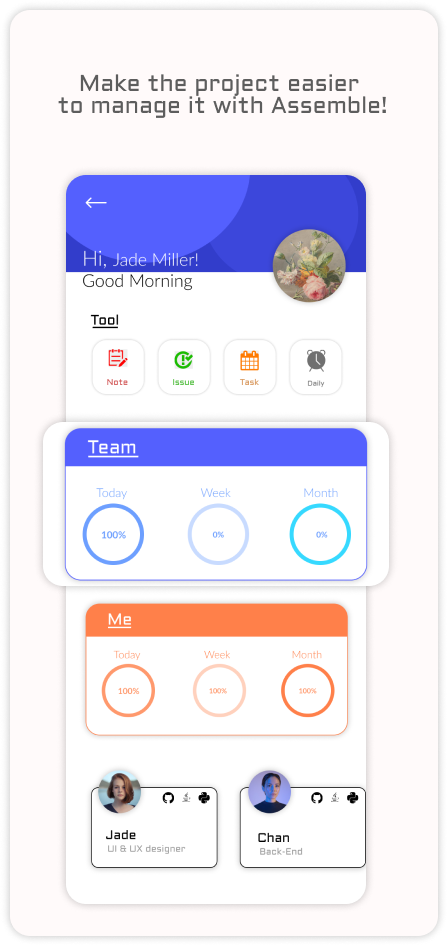 Make the project easier
to manage it with Assemble!
Hi, Jade Miller!
Good Morning
Tool
Note
Issue
Task
Daily
Team
Today
Week
Month
100%
0%
0%
Me
Today
Week
Month
100%
100%
100%
Jade
UI & UX designer
Chan
Back-End